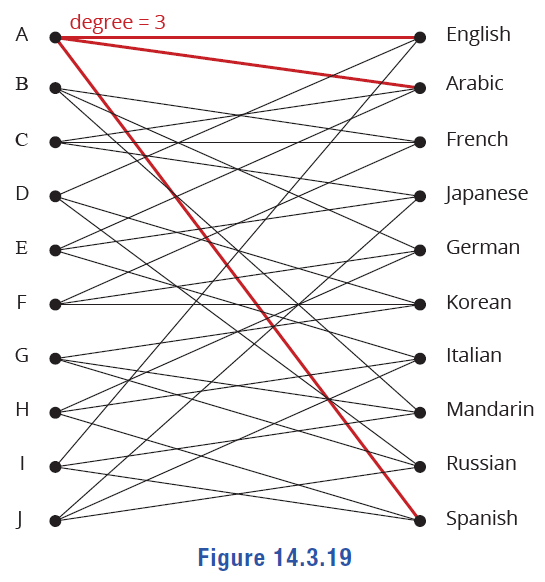 degree = 3
A English
B Arabic
C French
D Japanese
E German
F Korean
G Italian
H Mandarin
I Russian
J Spanish
Figure 14.3.19